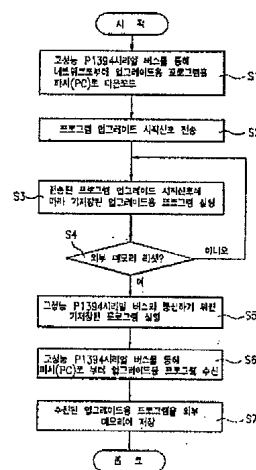 시 작
고성능 P1394시리얼 버스를 통해
네트워크로부터 업그레이드용 프로그램을
퍼시(PC)로 다운로드
S1
프로그램 업그레이드 시작신호 전송
S2
S3
전송된 프로그램 업그레이드 시작신호에
따라 기저장된 업그레이드용 프로그램 실행
S4
외부 메모리 리셋?
아니오
예
고성능 P1394시리얼 버스와 통신하기 위한
기저장된 프로그램 실행
S5
고성능 P1394시리얼 버스를 통해
퍼시(PC)로 부터 업그레이드용 프로그램 수신
S6
수신된 업그레이드용 프로그램을 외부
메모리에 저장
S7
종 료